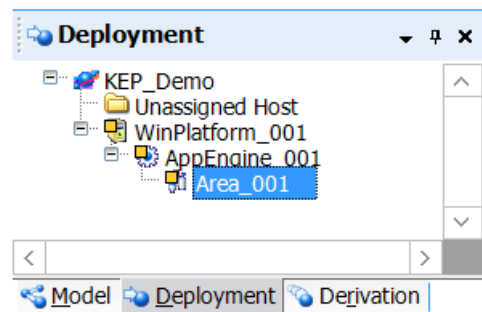 Deployment
KEP_Demo
Unassigned Host
WinPlatform_001
AppEngine_001
Area_001
Model Deployment Derivation